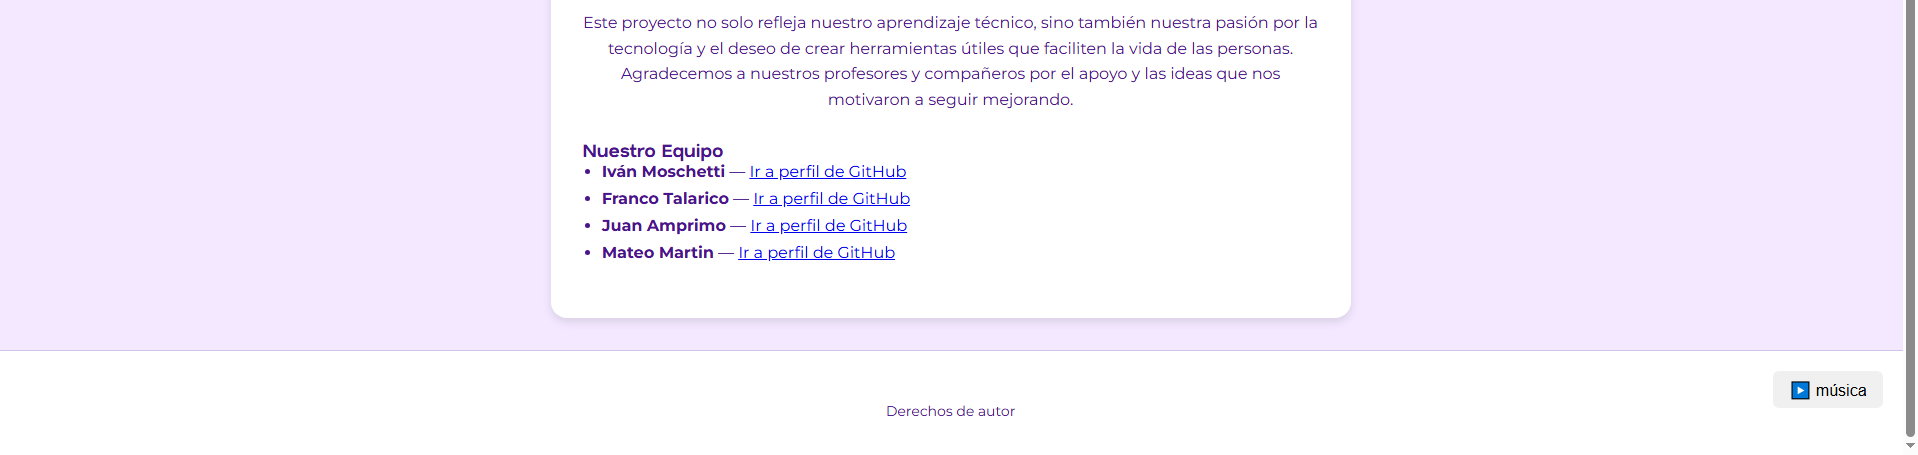 Este proyecto no solo refleja nuestro aprendizaje técnico, sino también nuestra pasión por la
tecnología y el deseo de crear herramientas útiles que faciliten la vida de las personas.
Agradecemos a nuestros profesores y compañeros por el apoyo y las ideas que nos
motivaron a seguir mejorando.
Nuestro Equipo
• Iván Moschetti — Ir a perfil de GitHub
• Franco Talarico — Ir a perfil de GitHub
• Juan Amprimo — Ir a perfil de GitHub
• Mateo Martin — Ir a perfil de GitHub
▶️ música
Derechos de autor